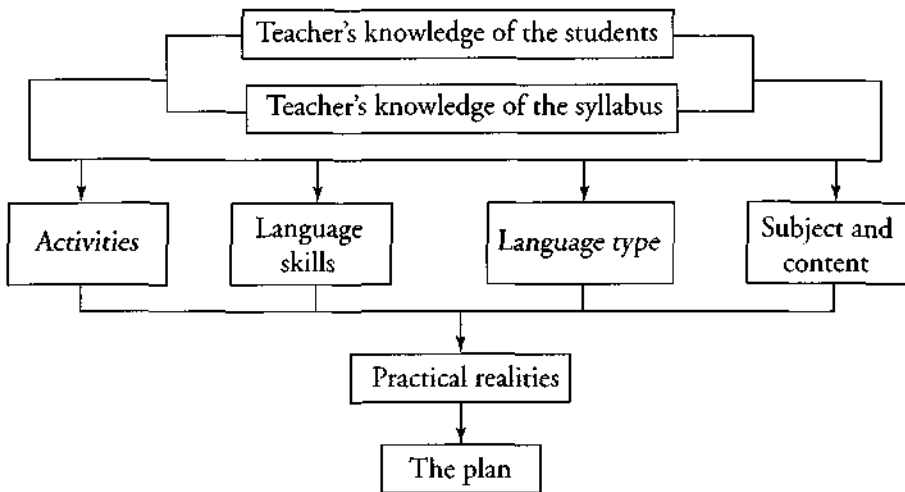 Teacher's knowledge of the students
Teacher's knowledge of the syllabus
Activities
Language
skills
Language type
Subject and
content
Practical realities
The plan